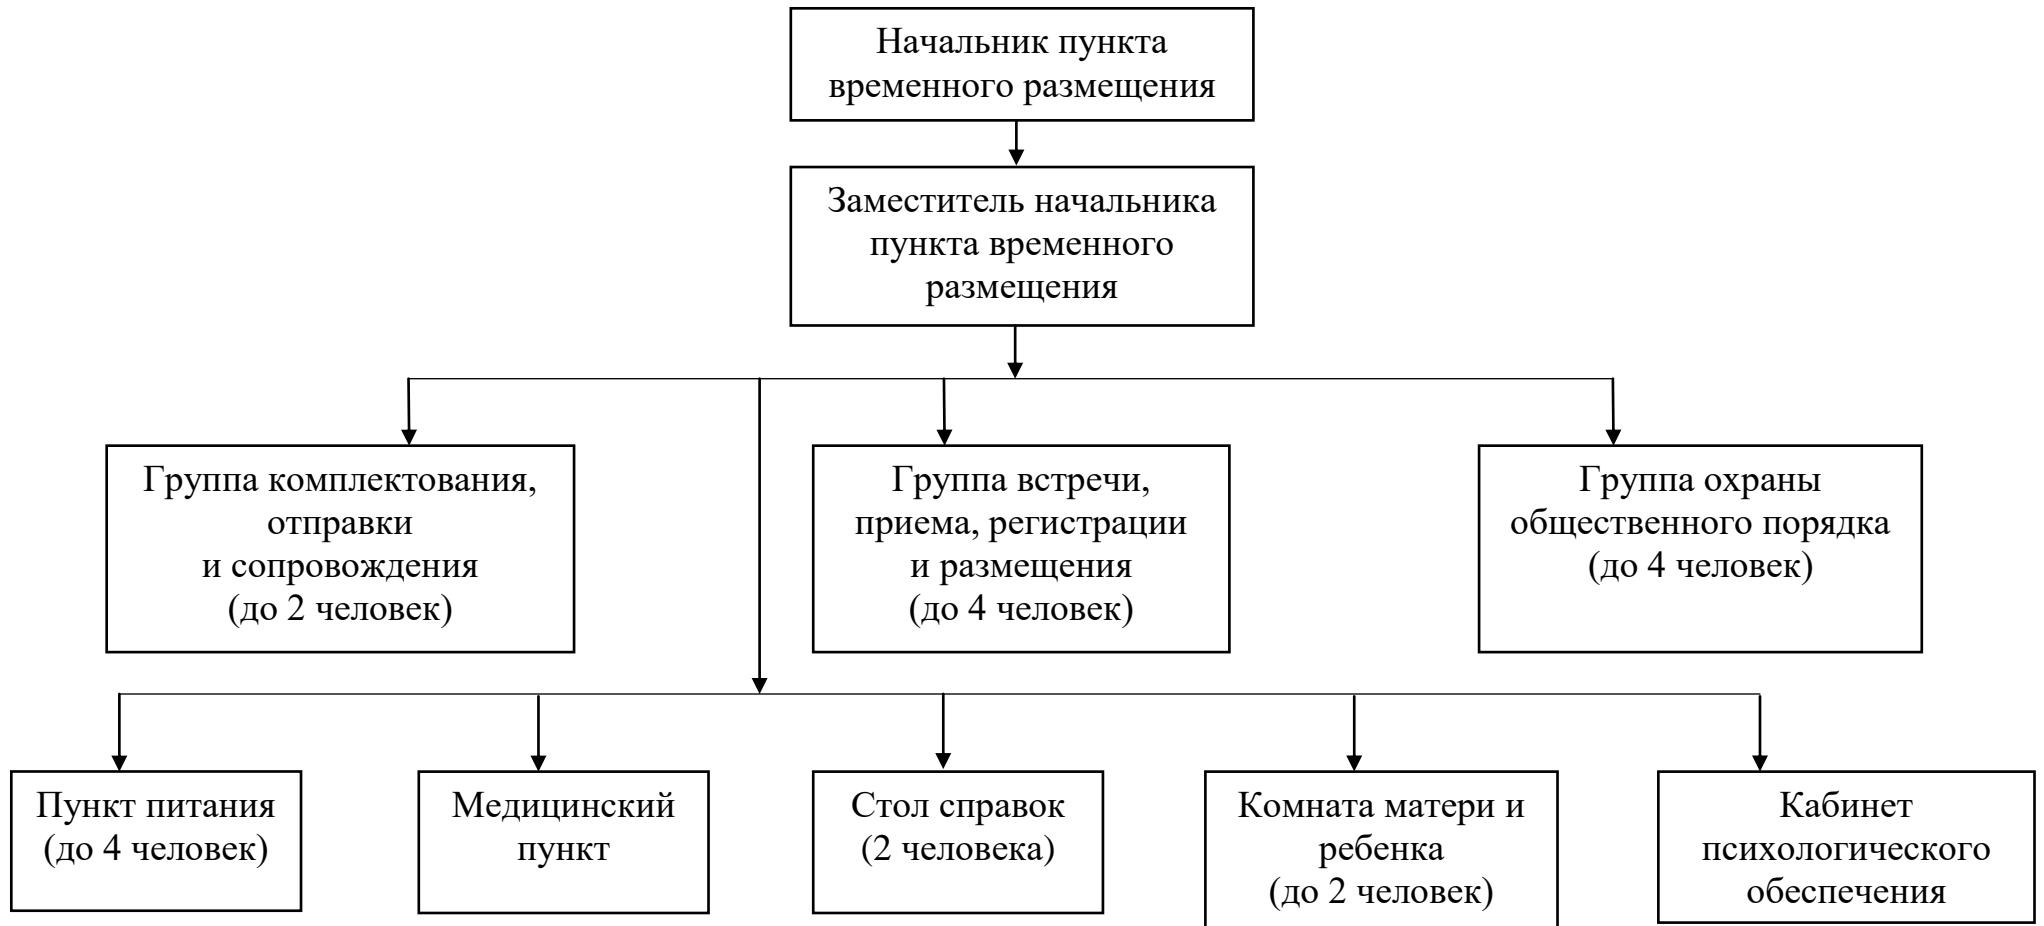 Начальник пункта
временного размещения
Заместитель начальника
пункта временного
размещения
Группа комплектования,
отправки
и сопровождения
(до 2 человек)
Группа встречи,
приема, регистрации
и размещения
(до 4 человек)
Группа охраны
общественного порядка
(до 4 человек)
Пункт питания
(до 4 человек)
Медицинский
пункт
Стол справок
(2 человека)
Комната матери и
ребенка
(до 2 человек)
Кабинет
психологического
обеспечения